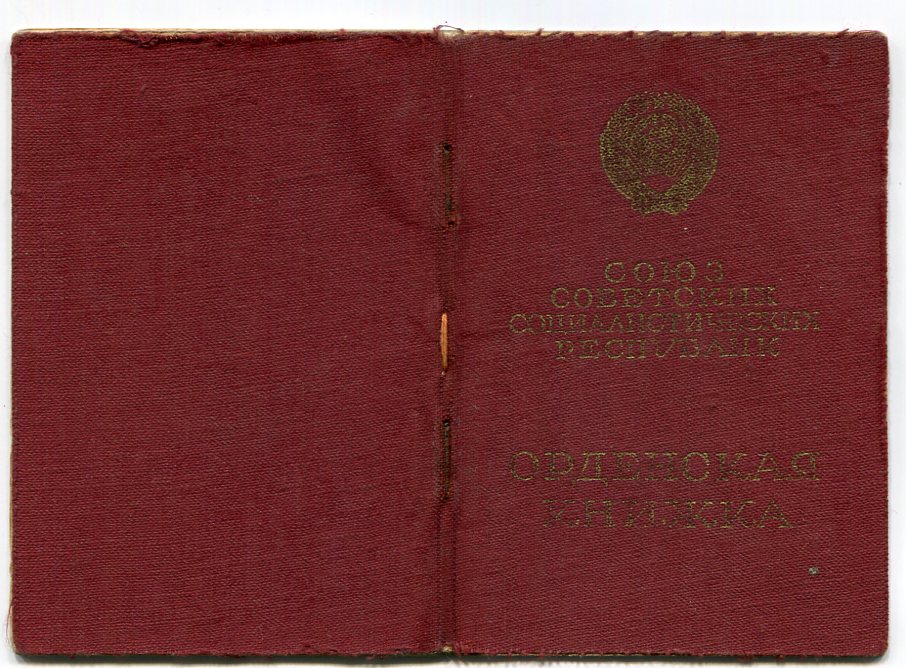 СОЮЗ
СОВЕТСКИХ
СОЦИАЛИСТИЧЕСКИХ
РЕСПУБЛИК
ОРДЕНСКАЯ
КНИЖКА